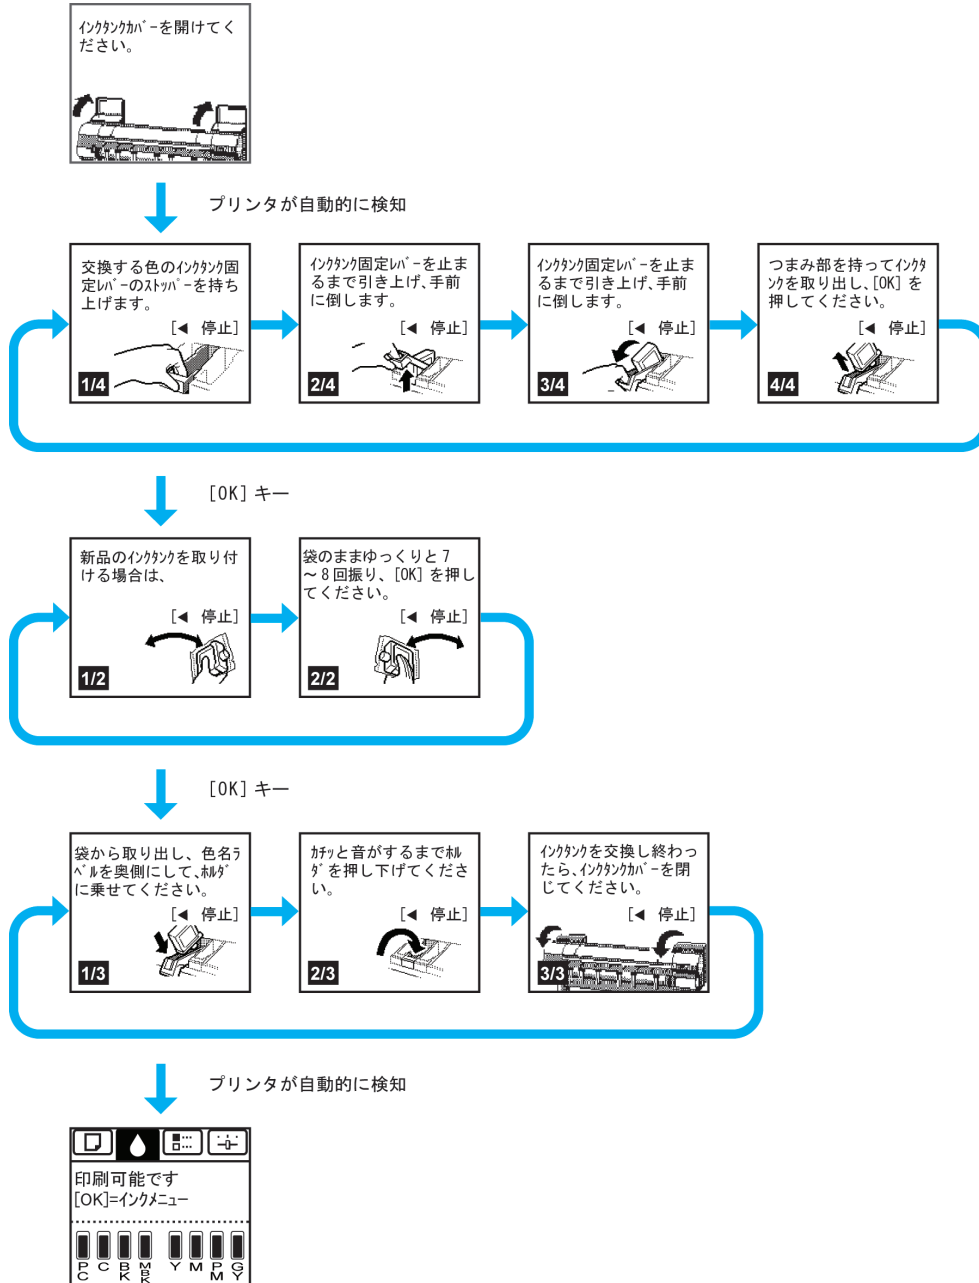 ｲﾝｸﾀﾝｸｶﾊﾞｰを開けてく
ださい。
プリンタが自動的に検知
交換する色のｲﾝｸﾀﾝｸ固
定ﾚﾊﾞｰのｽﾄｯﾊﾟｰを持ち
上げます。
[◀ 停止]
1/4
ｲﾝｸﾀﾝｸ固定ﾚﾊﾞｰを止ま
るまで引き上げ、手前
に倒します。
[◀ 停止]
2/4
ｲﾝｸﾀﾝｸ固定ﾚﾊﾞｰを止ま
るまで引き上げ、手前
に倒します。
[◀ 停止]
3/4
つまみ部を持ってｲﾝｸﾀ
ﾝｸを取り出し、[OK] を
押してください。
[◀ 停止]
4/4
[OK] キー
新品のｲﾝｸﾀﾝｸを取り付
ける場合は、
[◀ 停止]
1/2
袋のままゆっくりと7
～8回振り、[OK] を押し
てください。
[◀ 停止]
2/2
[OK] キー
袋から取り出し、色名ﾗ
ﾍﾞﾙを奥側にして、ﾎﾙﾀﾞ
に乗せてください。
[◀ 停止]
1/3
ｶﾁｯと音がするまでﾎﾙ
ﾀﾞを押し下げてくださ
い。
[◀ 停止]
2/3
ｲﾝｸﾀﾝｸを交換し終わっ
たら、ｲﾝｸﾀﾝｸｶﾊﾞｰを閉
じてください。
[◀ 停止]
3/3
プリンタが自動的に検知
印刷可能です
[OK]=ｲﾝｸﾒﾆｭｰ
PC C BK MBK Y M PM GY